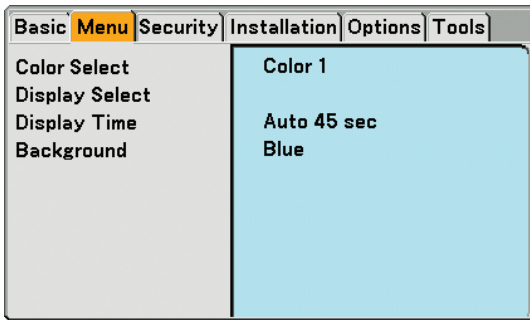 Basic Menu Security Installation Options Tools
Color Select Color 1
Display Select
Display Time Auto 45 sec
Background Blue